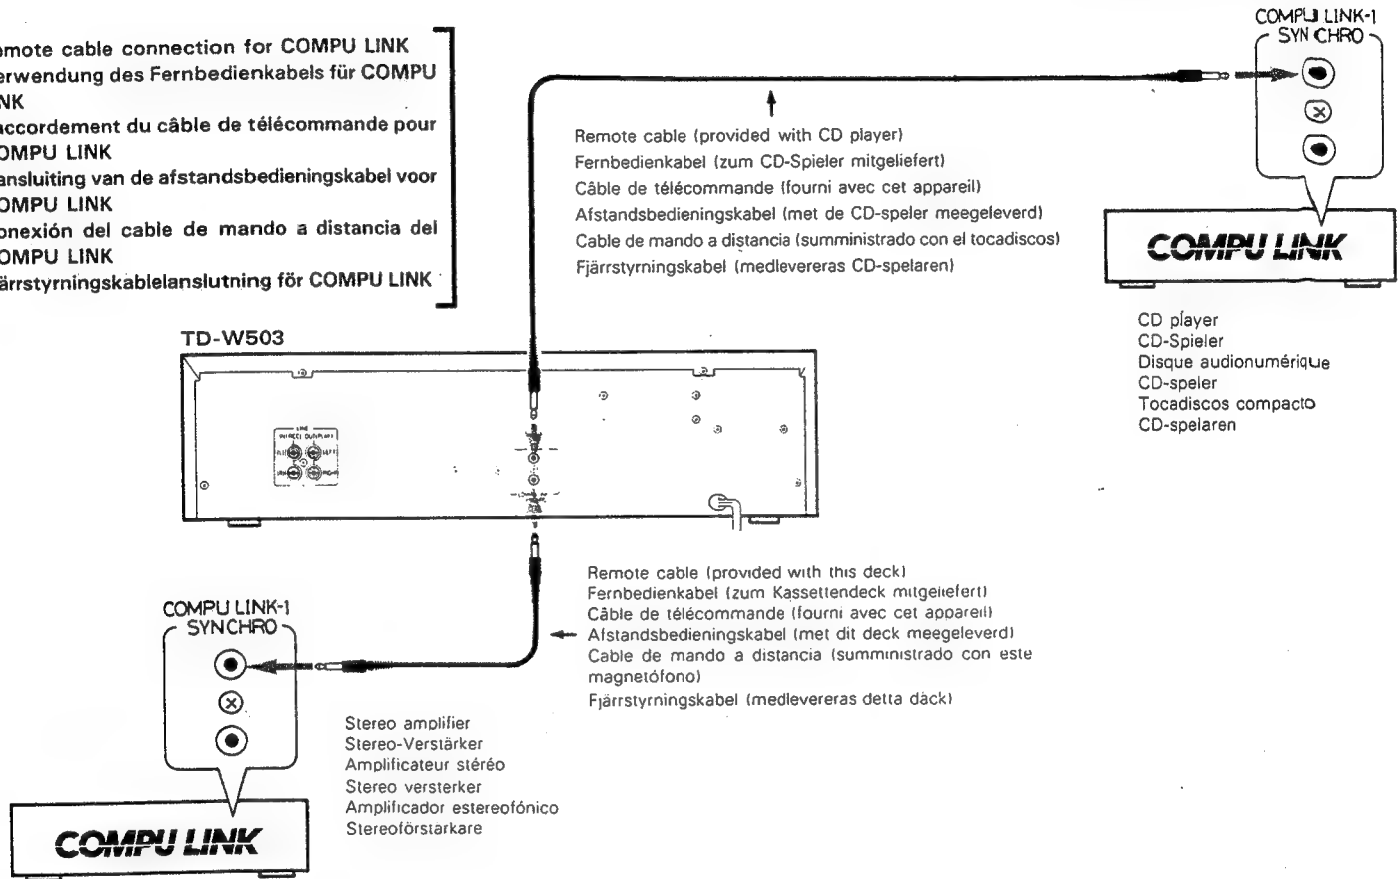 emote cable connection for COMPU LINK
erwendung des Fernbedienkabels für COMPU
NK
accordement du câble de télécommande pour
OMPU LINK
ansluiting van de afstandsbedieningskabel voor
OMPU LINK
onexión del cable de mando a distancia del
OMPU LINK
ärrstyrningskablelanslutning för COMPU LINK
COMPU LINK-1
SYNCHRO
Remote cable (provided with CD player)
Fernbedienkabel (zum CD-Spieler mitgeliefert)
Câble de télécommande (fourni avec cet appareil)
Afstandsbedieningskabel (met de CD-speler meegeleverd)
Cable de mando a distancia (sumministrado con el tocadiscos)
Fjärrstyrningskabel (medlevereras CD-spelaren)
COMPU LINK
CD player
CD-Spieler
Disque audionumérique
CD-speler
Tocadiscos compacto
CD-spelaren
TD-W503
LINE
Remote cable (provided with this deck)
Fernbedienkabel (zum Kassettendeck mitgeliefert)
Câble de télécommande (fourni avec cet appareil)
Afstandsbedieningskabel (met dit deck meegeleverd)
Cable de mando a distancia (sumministrado con este
magnetófono)
Fjärrstyrningskabel (medlevereras detta däck)
COMPU LINK-1
SYNCHRO
Stereo amplifier
Stereo-Verstärker
Amplificateur stéréo
Stereo versterker
Amplificador estereofónico
Stereoförstarkare
COMPU LINK